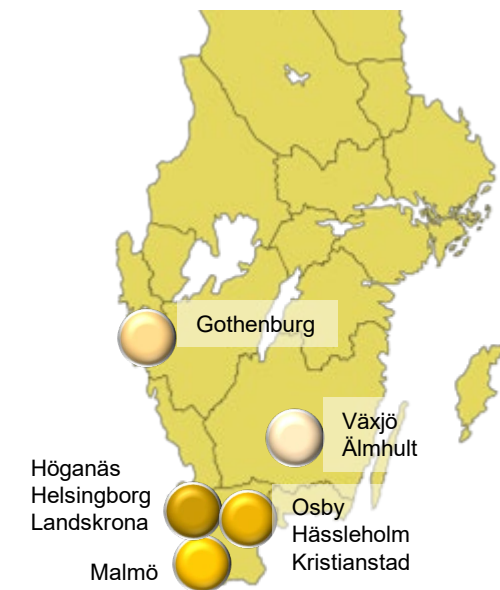 Gothenburg
Växjö
Älmhult
Höganäs
Helsingborg
Landskrona
Osby
Hässleholm
Kristianstad
Malmö